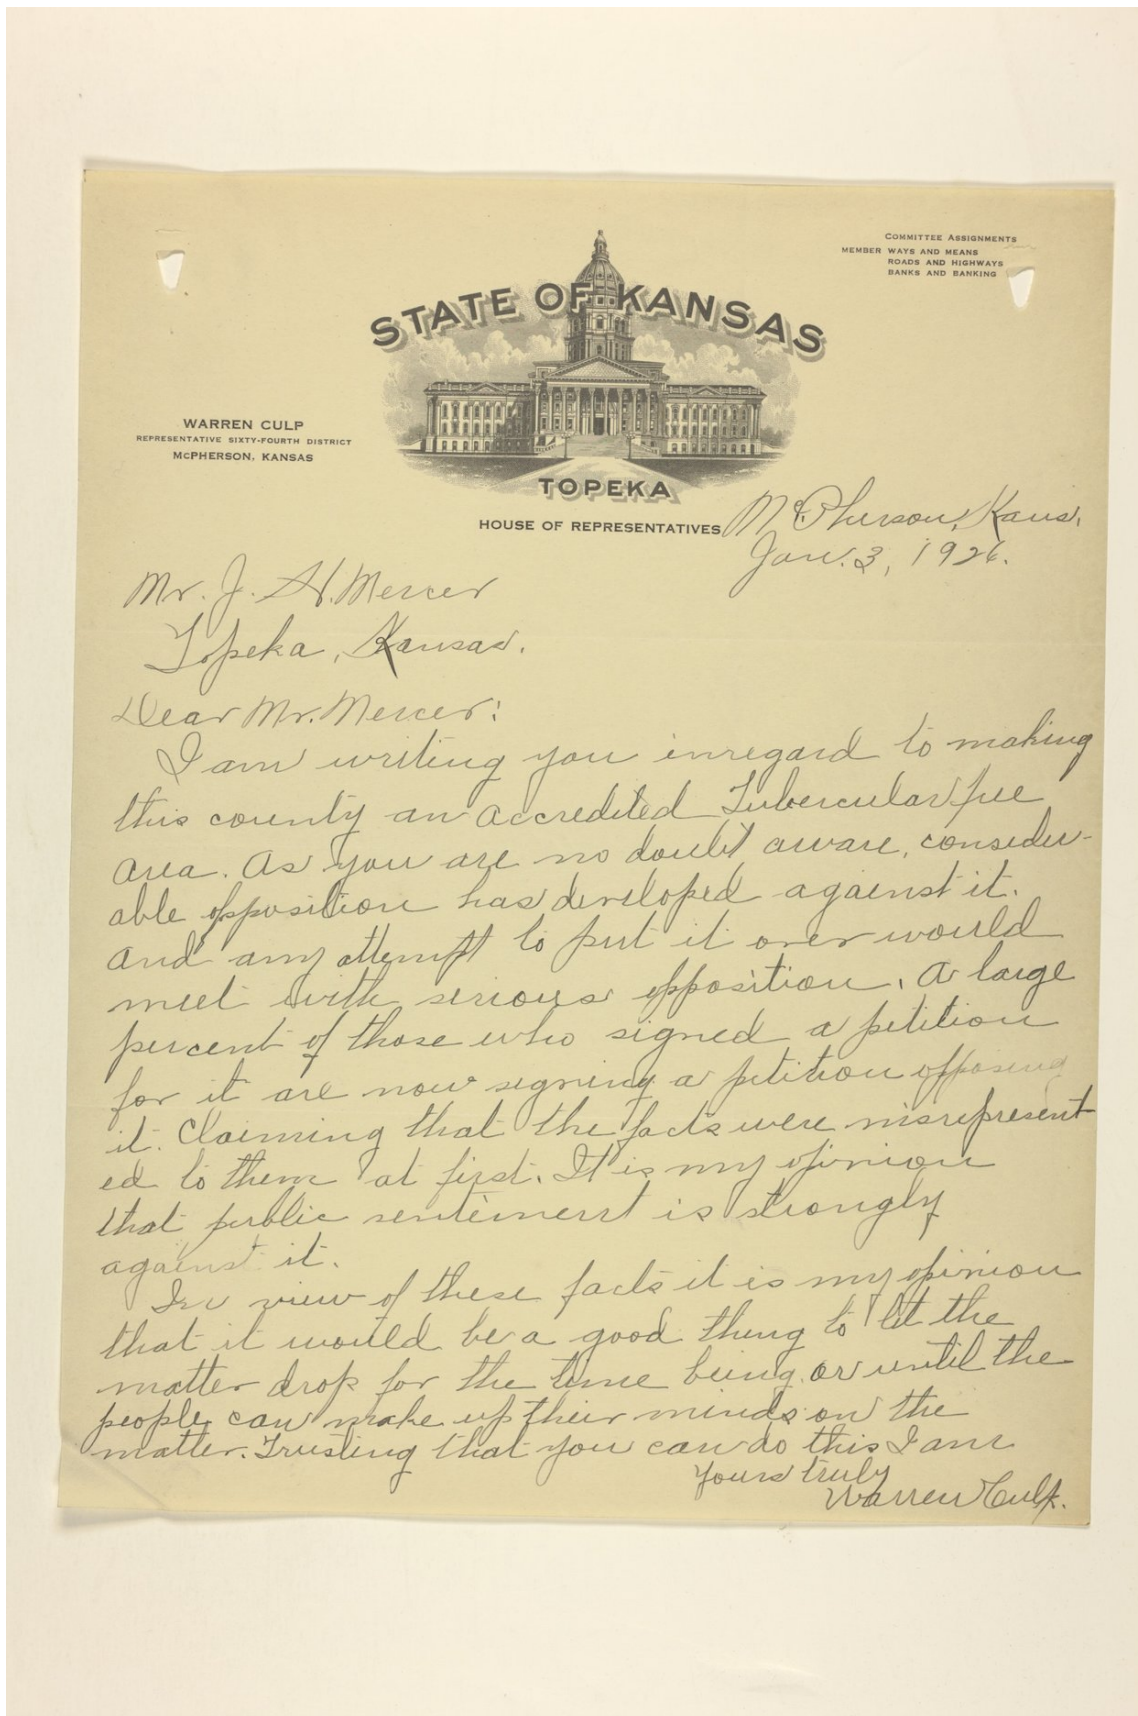 COMMITTEE ASSIGNMENTS
MEMBER WAYS AND MEANS
ROADS AND HIGHWAYS
BANKS AND BANKING
STATE OF KANSAS
WARREN CULP
REPRESENTATIVE SIXTY-FOURTH DISTRICT
McPHERSON, KANSAS
TOPEKA
HOUSE OF REPRESENTATIVES
McPherson, Kans.
Jan. 3, 1926.
Mr. J. H. Mercer
Topeka, Kansas.
Dear Mr. Mercer:
I am writing you inregard to making
this county an accredited Tubercular free
area. As you are no doubt aware, consider-
able opposition has developed against it.
and any attempt to put it over would
meet with serious opposition. A large
percent of those who signed a petition
for it are now signing a petition opposing
it. Claiming that the facts were misrepresent
ed to them at first. It is my opinion
that public sentiment is strongly
against it.
In view of these facts it is my opinion
that it would be a good thing to let the
matter drop for the time being or until the
people can make up their minds on the
matter. Trusting that you can do this I am
Yours truly
Warren Culp.